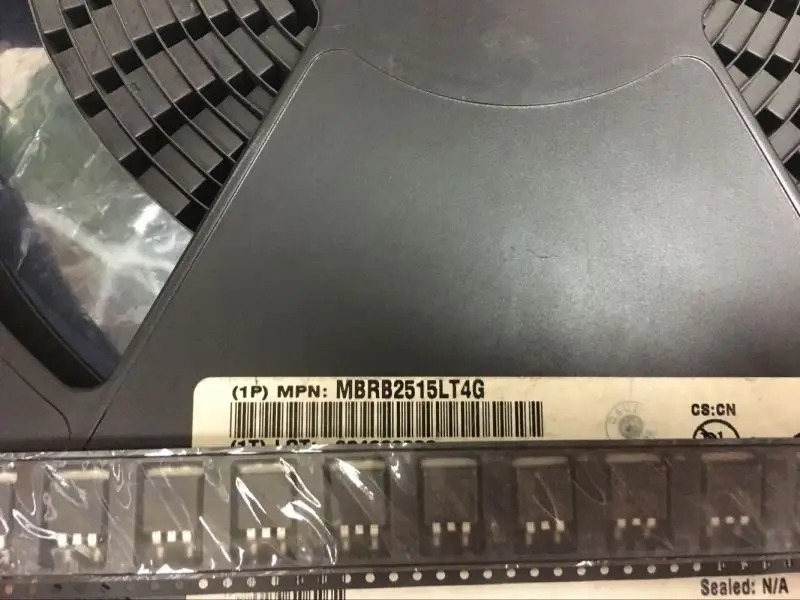 (1P) MPN: MBRB2515LT4G
CS:CN
Sealed: N/A